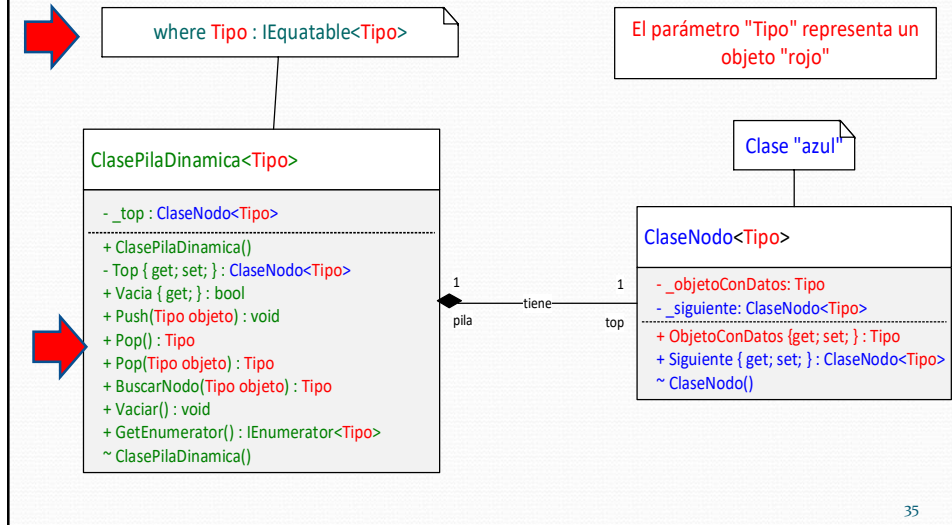 where Tipo : IEquatable<Tipo>
El parámetro "Tipo" representa un
objeto "rojo"
Clase "azul"
ClasePilaDinamica<Tipo>
- _top : ClaseNodo<Tipo>
+ ClasePilaDinamica()
- Top { get; set; } : ClaseNodo<Tipo>
+ Vacia { get; } : bool
+ Push(Tipo objeto) : void
+ Pop() : Tipo
+ Pop(Tipo objeto) : Tipo
+ BuscarNodo(Tipo objeto) : Tipo
+ Vaciar() : void
+ GetEnumerator() : IEnumerator<Tipo>
~ ClasePilaDinamica()
1
pila
tiene
1
top
ClaseNodo<Tipo>
- _objetoConDatos: Tipo
- _siguiente: ClaseNodo<Tipo>
+ ObjetoConDatos {get; set; } : Tipo
+ Siguiente { get; set; } : ClaseNodo<Tipo>
~ ClaseNodo()
35